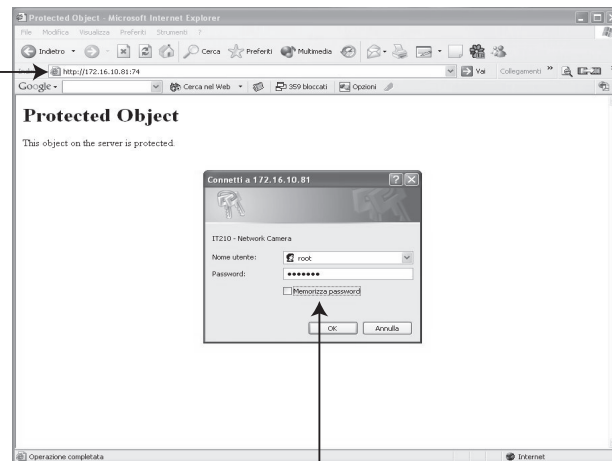 Protected Object - Microsoft Internet Explorer
File Modifica Visualizza Preferiti Strumenti ?
Indietro Cerca Preferiti Multimedia
http://172.16.10.81:74 Vai Collegamenti »
Google Cerca nel Web 359 bloccati Opzioni
Protected Object
This object on the server is protected.
Connetti a 172.16.10.81
IT210 - Network Camera
Nome utente: root
Password: •••••••
Memorizza password
OK Annulla
Operazione completata Internet